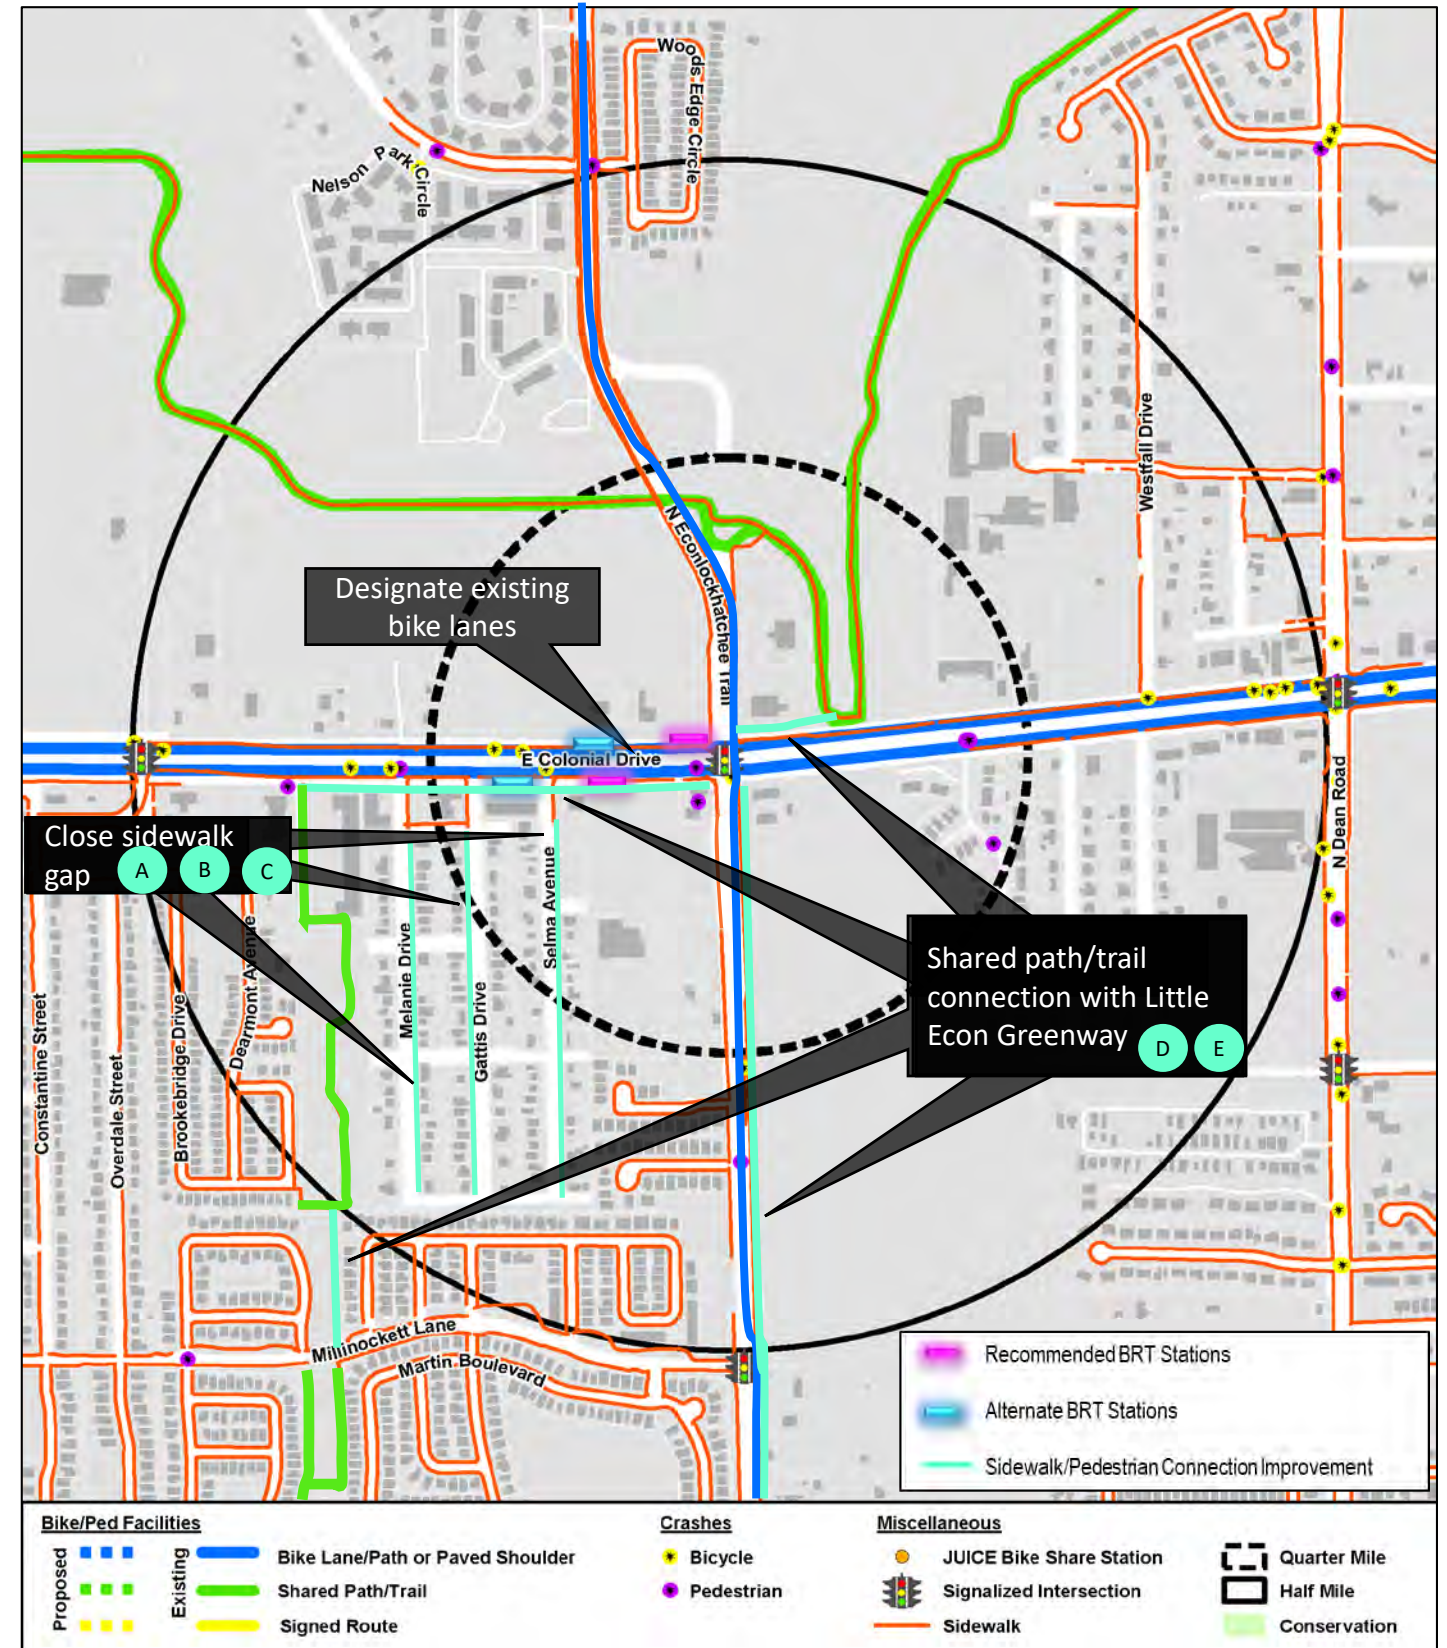 Woods Edge Circle
Nelson Park Circle
Westfall Drive
N Econlockhatchee Trail
Designate existing
bike lanes
E Colonial Drive
N Dean Road
Close sidewalk
gap A B C
Selma Avenue
Melanie Drive
Gattis Drive
Dearmont Avenue
Brookebridge Drive
Overdale Street
Constantine Street
Shared path/trail
connection with Little
Econ Greenway D E
Millinockett Lane
Martin Boulevard
Recommended BRT Stations
Alternate BRT Stations
Sidewalk/Pedestrian Connection Improvement
Bike/Ped Facilities
Proposed
Existing
Bike Lane/Path or Paved Shoulder
Shared Path/Trail
Signed Route
Crashes
Bicycle
Pedestrian
Miscellaneous
JUICE Bike Share Station
Signalized Intersection
Sidewalk
Quarter Mile
Half Mile
Conservation